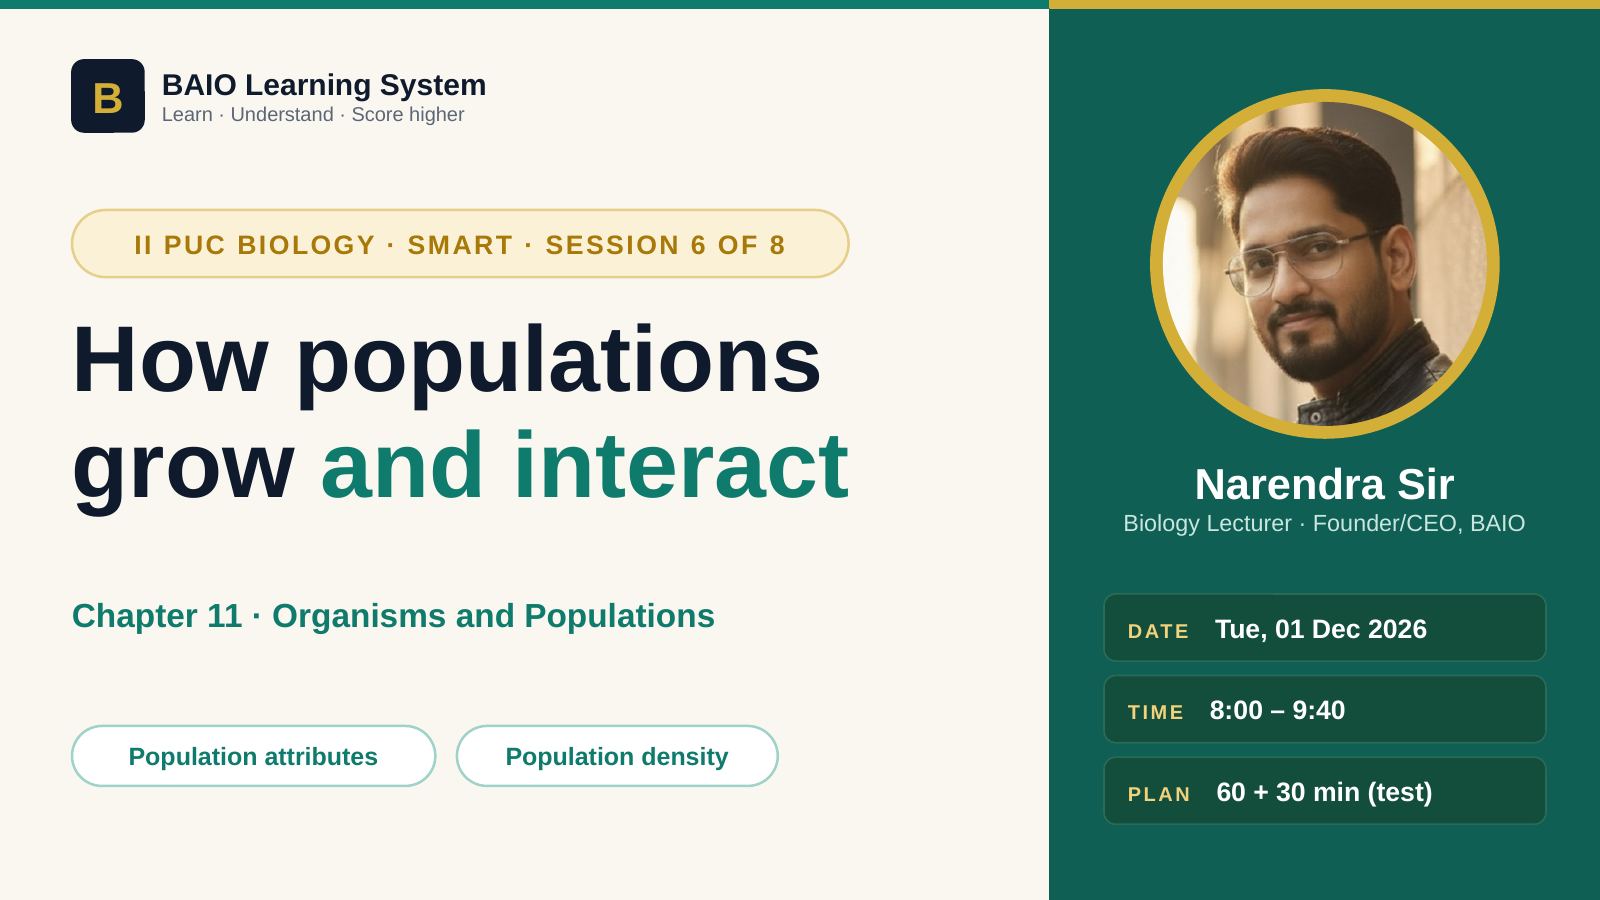 B
BAIO Learning System
Learn · Understand · Score higher
II PUC BIOLOGY · SMART · SESSION 6 OF 8
How populations
grow and interact
Chapter 11 · Organisms and Populations
Population attributes
Population density
Narendra Sir
Biology Lecturer · Founder/CEO, BAIO
DATE Tue, 01 Dec 2026
TIME 8:00 – 9:40
PLAN 60 + 30 min (test)